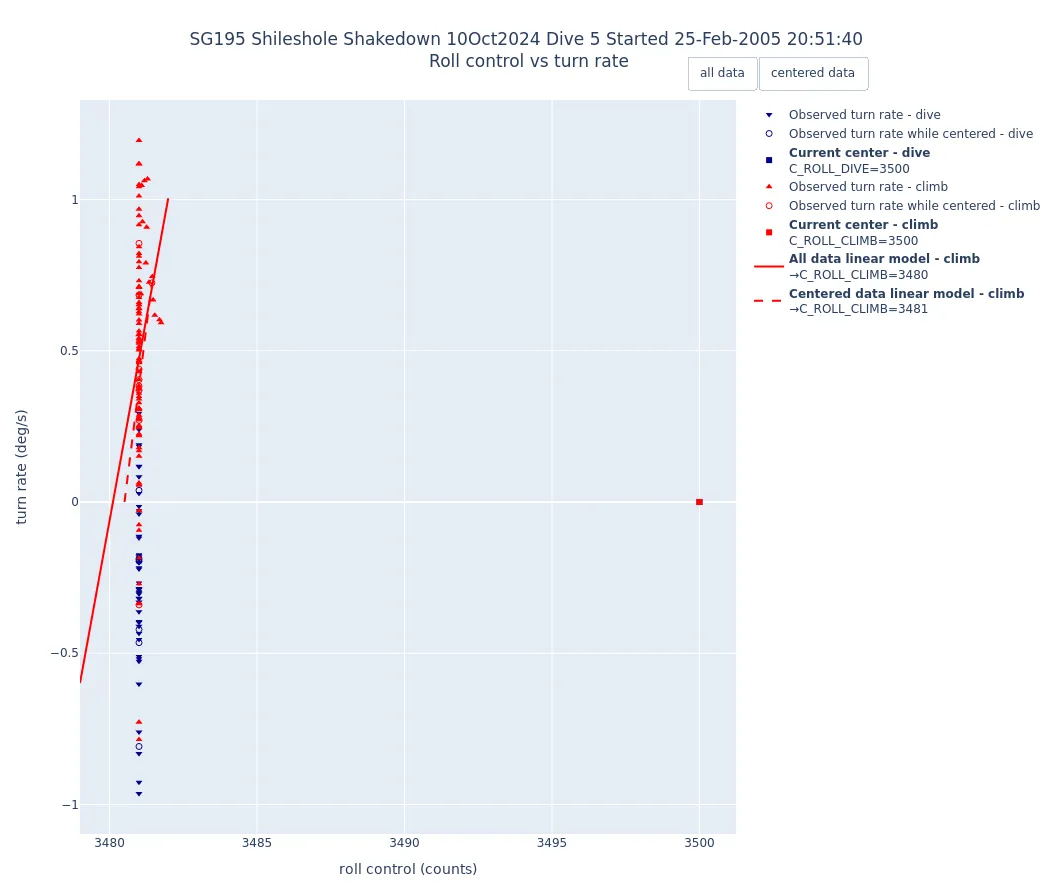 SG195 Shileshole Shakedown 10Oct2024 Dive 5 Started 25-Feb-2005 20:51:40
Roll control vs turn rate
all data
centered data
Observed turn rate - dive
Observed turn rate while centered - dive
Current center - dive
C_ROLL_DIVE=3500
Observed turn rate - climb
Observed turn rate while centered - climb
Current center - climb
C_ROLL_CLIMB=3500
All data linear model - climb
→C_ROLL_CLIMB=3480
Centered data linear model - climb
→C_ROLL_CLIMB=3481
turn rate (deg/s)
1
0.5
0
−0.5
−1
3480
3485
3490
3495
3500
roll control (counts)